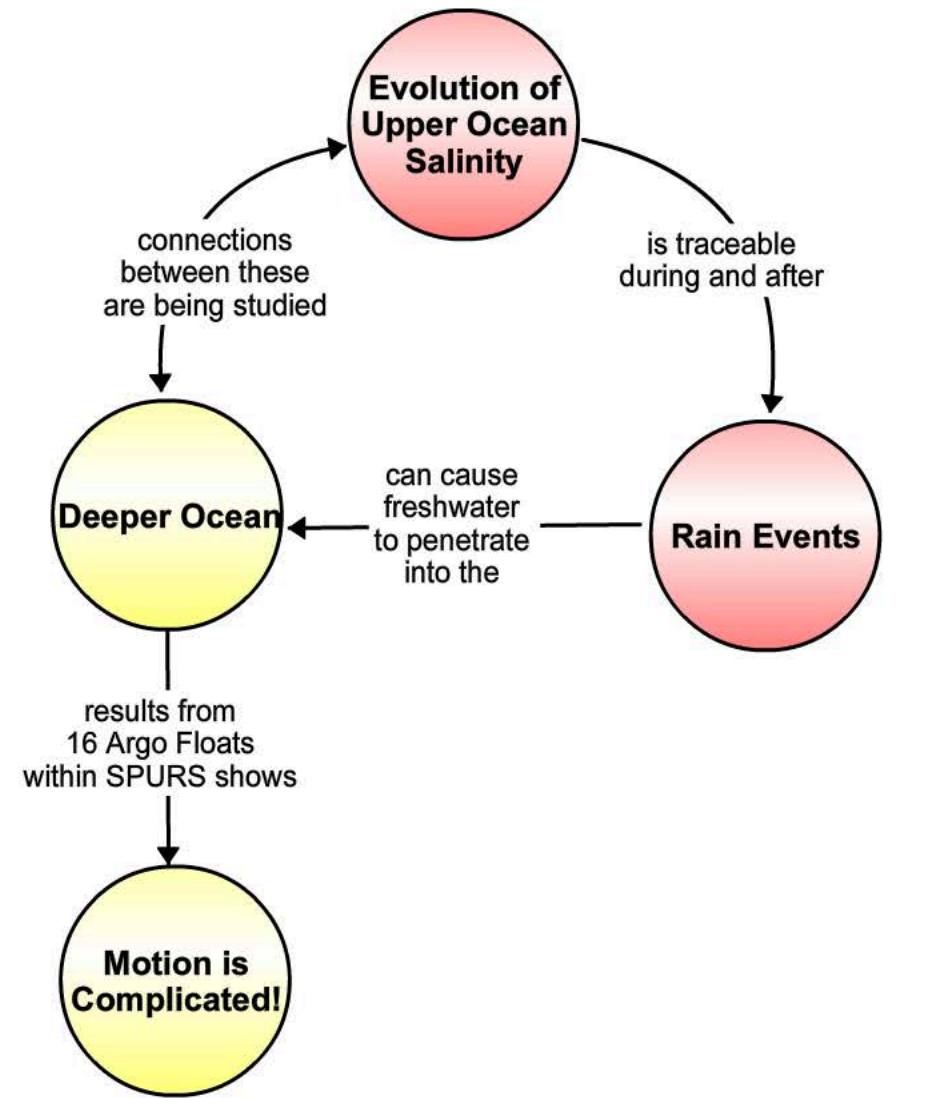 Evolution of
Upper Ocean
Salinity
connections
between these
are being studied
is traceable
during and after
Deeper Ocean
can cause
freshwater
to penetrate
into the
Rain Events
results from
16 Argo Floats
within SPURS shows
Motion is
Complicated!